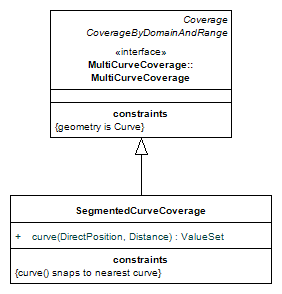 Coverage
CoverageByDomainAndRange
«interface»
MultiCurveCoverage::
MultiCurveCoverage
constraints
{geometry is Curve}
SegmentedCurveCoverage
+ curve(DirectPosition, Distance) : ValueSet
constraints
{curve() snaps to nearest curve}